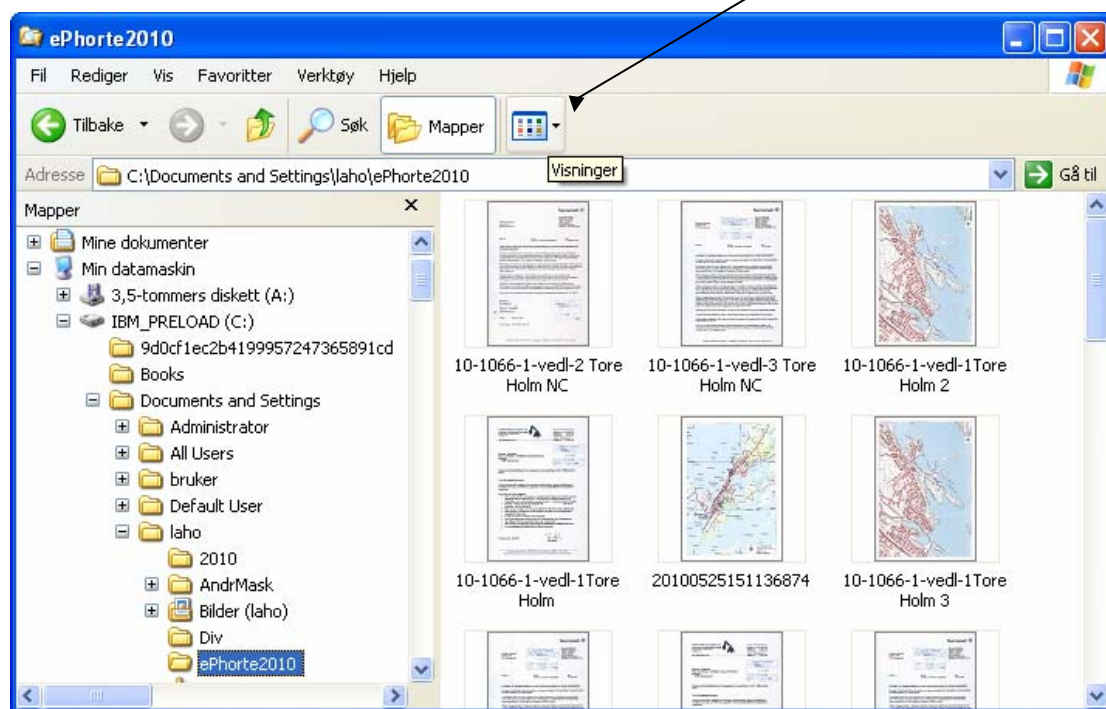 ePhorte2010
Fil Rediger Vis Favoritter Verktøy Hjelp
Tilbake Søk Mapper
Visninger
Adresse C:\Documents and Settings\laho\ePhorte2010 Gå til
Mapper
Mine dokumenter
Min datamaskin
3,5-tommers diskett (A:)
IBM_PRELOAD (C:)
9d0cf1ec2b4199957247365891cd
Books
Documents and Settings
Administrator
All Users
bruker
Default User
laho
2010
AndrMask
Bilder (laho)
Div
ePhorte2010
10-1066-1-vedl-2 Tore
Holm NC
10-1066-1-vedl-3 Tore
Holm NC
10-1066-1-vedl-1Tore
Holm 2
10-1066-1-vedl-1Tore
Holm
20100525151136874
10-1066-1-vedl-1Tore
Holm 3